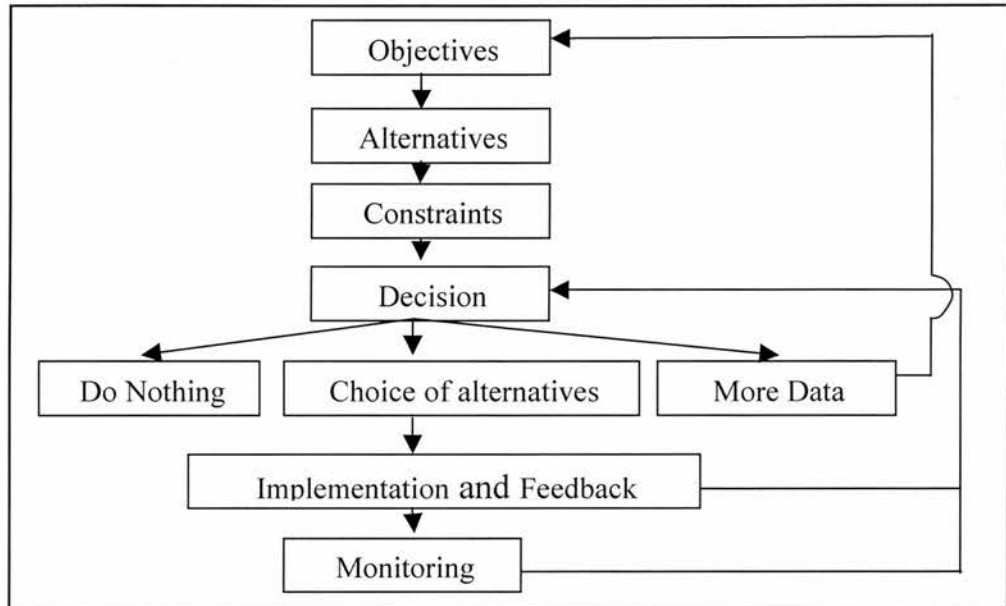 Objectives
Alternatives
Constraints
Decision
Do Nothing
Choice of alternatives
More Data
Implementation and Feedback
Monitoring